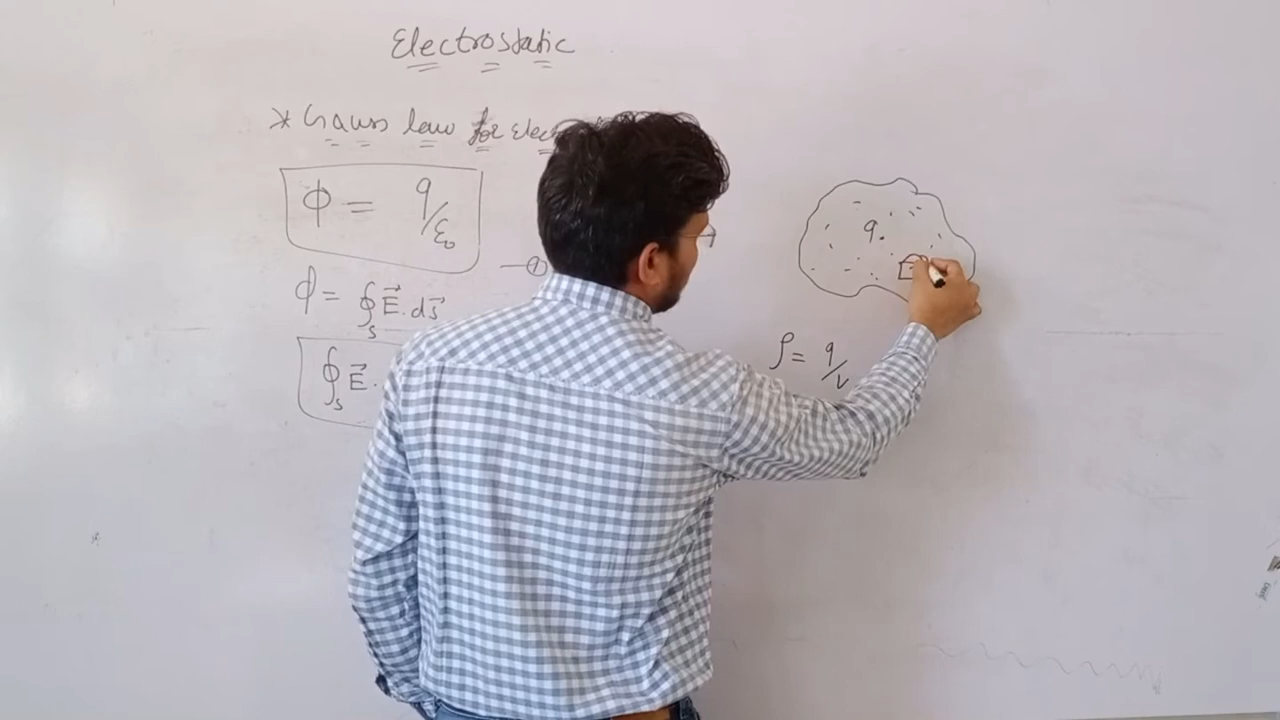 Electrostatic
* Gauss law for Elec
ϕ = q/ε₀
—①
ϕ = ∮ₛ E⃗. ds⃗
∮ₛ E⃗.
q.
ρ = q/v